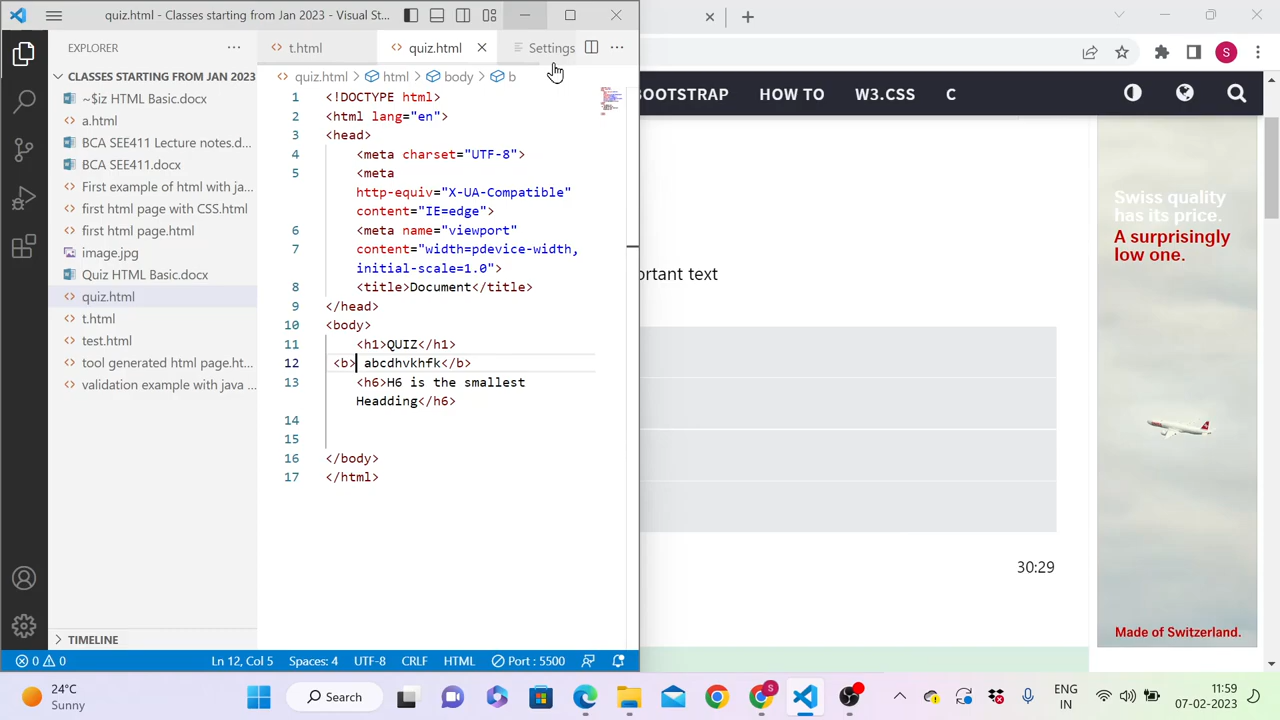 quiz.html - Classes starting from Jan 2023 - Visual St...
EXPLORER
t.html
quiz.html
Settings
BOOTSTRAP
HOW TO
W3.CSS
C
S
CLASSES STARTING FROM JAN 2023
quiz.html
html
body
b
~$iz HTML Basic.docx
a.html
BCA SEE411 Lecture notes.d...
BCA SEE411.docx
First example of html with ja...
first html page with CSS.html
first html page.html
image.jpg
Quiz HTML Basic.docx
quiz.html
t.html
test.html
tool generated html page.ht...
validation example with java ...
TIMELINE
1 <!DOCTYPE html>
2 <html lang="en">
3 <head>
4 <meta charset="UTF-8">
5 <meta
http-equiv="X-UA-Compatible"
content="IE=edge">
6 <meta name="viewport"
7 content="width=pdevice-width,
initial-scale=1.0">
8 <title>Document</title>
9 </head>
10 <body>
11 <h1>QUIZ</h1>
12 <b> abcdhvkhfk</b>
13 <h6>H6 is the smallest
Headding</h6>
14
15
16 </body>
17 </html>
ortant text
30:29
Swiss quality
has its price.
A surprisingly
low one.
Made of Switzerland.
0 0
Ln 12, Col 5
Spaces: 4
UTF-8
CRLF
HTML
Port : 5500
24°C
Sunny
Search
S
ENG
IN
11:59
07-02-2023